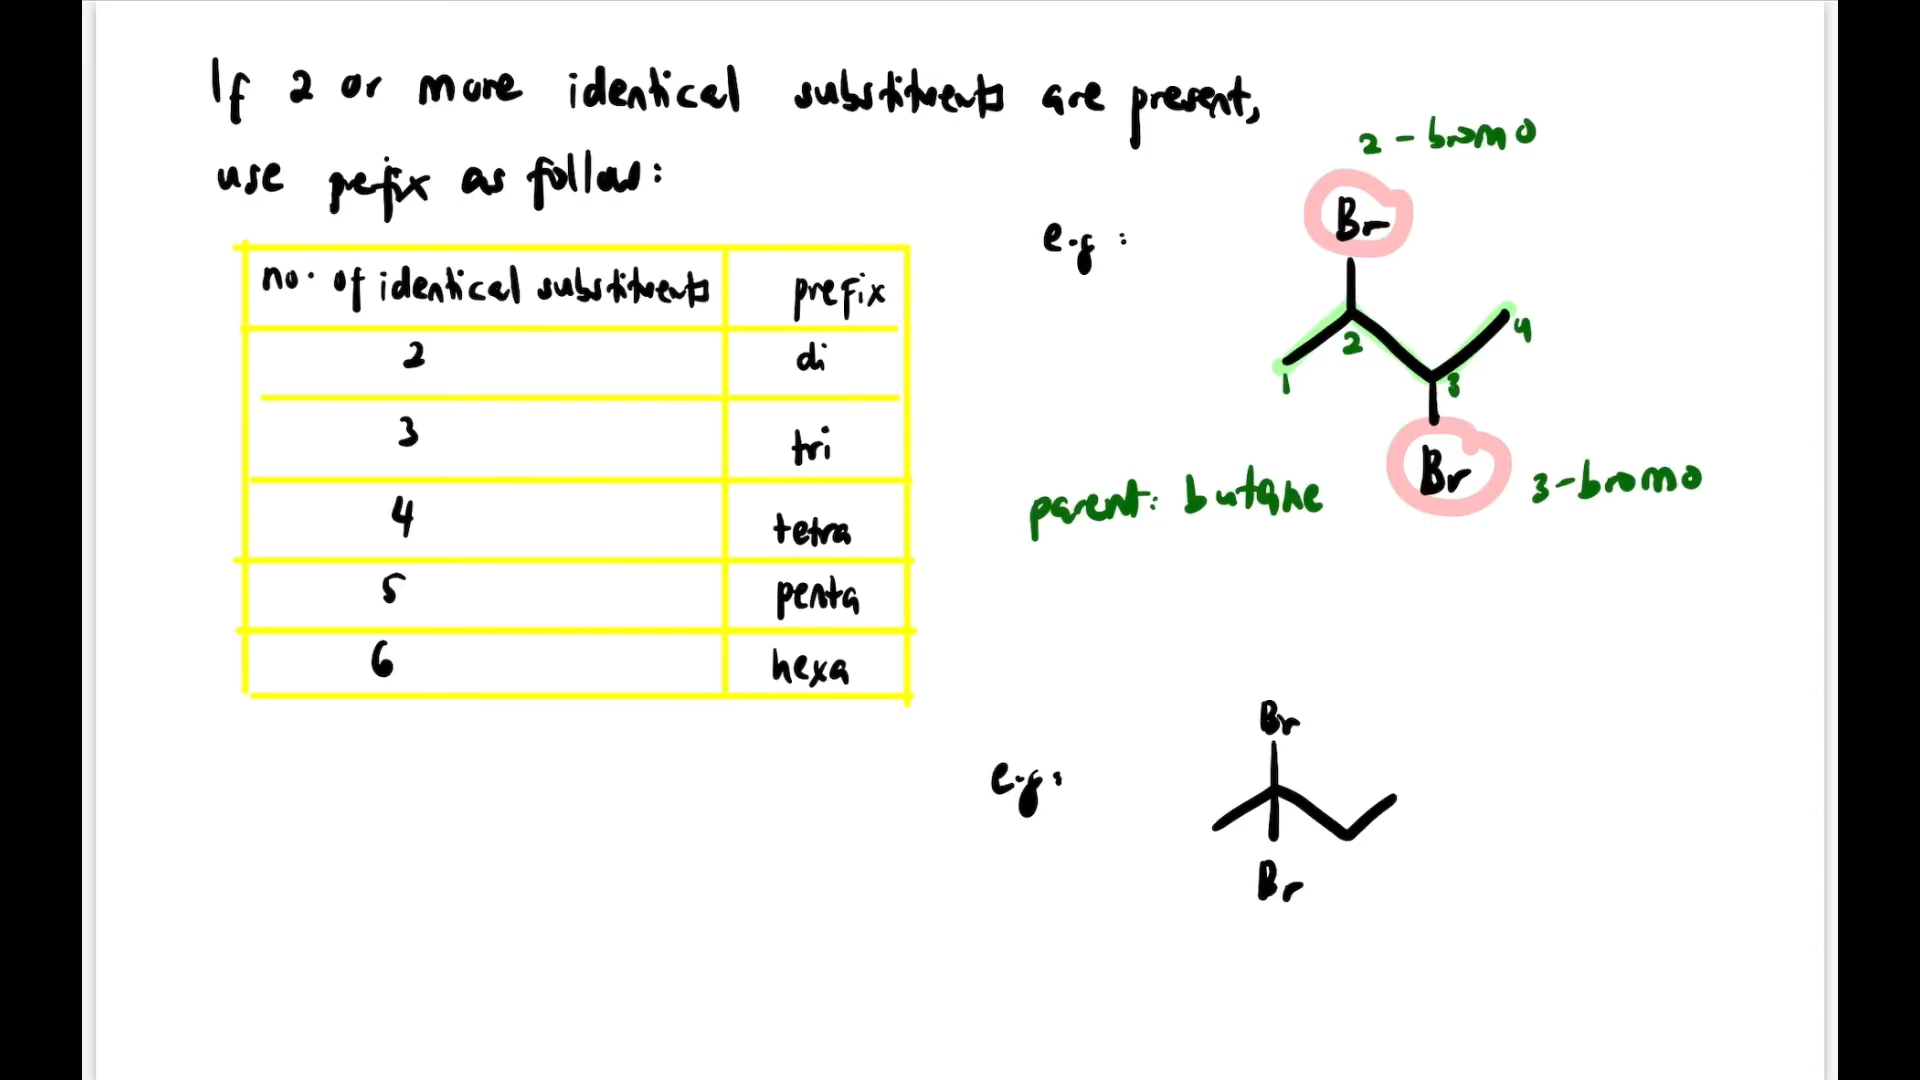 If 2 or more identical substituents are present,
use prefix as follow:
no. of identical substituents prefix
2 di
3 tri
4 tetra
5 penta
6 hexa
e.g:
2-bromo
Br
1 2 3 4
Br
3-bromo
parent: butane
e.g:
Br
Br